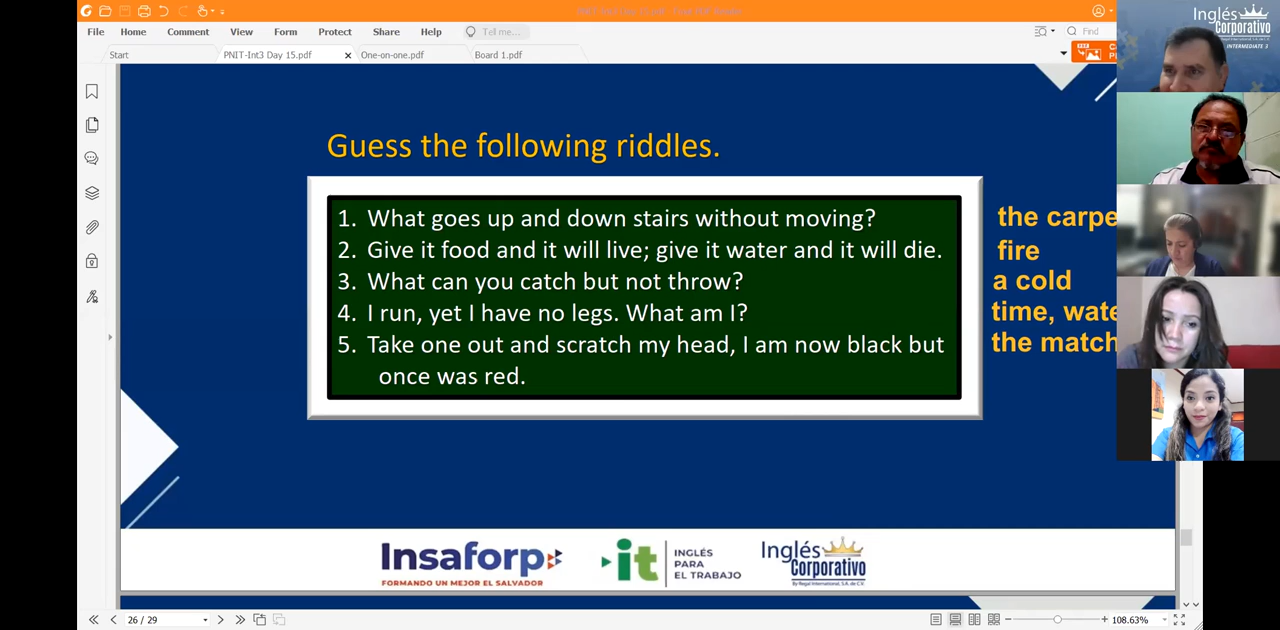 File Home Comment View Form Protect Share Help Tell me... Find
Start PNIT-Int3 Day 15.pdf One-on-one.pdf Board 1.pdf
Inglés
Corporativo
INTERMEDIATE 3
Guess the following riddles.
1. What goes up and down stairs without moving?
2. Give it food and it will live; give it water and it will die.
3. What can you catch but not throw?
4. I run, yet I have no legs. What am I?
5. Take one out and scratch my head, I am now black but
once was red.
the carpe
fire
a cold
time, wate
the match
Insaforp
FORMANDO UN MEJOR EL SALVADOR
it INGLÉS
PARA
EL TRABAJO
Inglés
Corporativo
By Regal International, S.A. de C.V.
26 / 29 108.63%